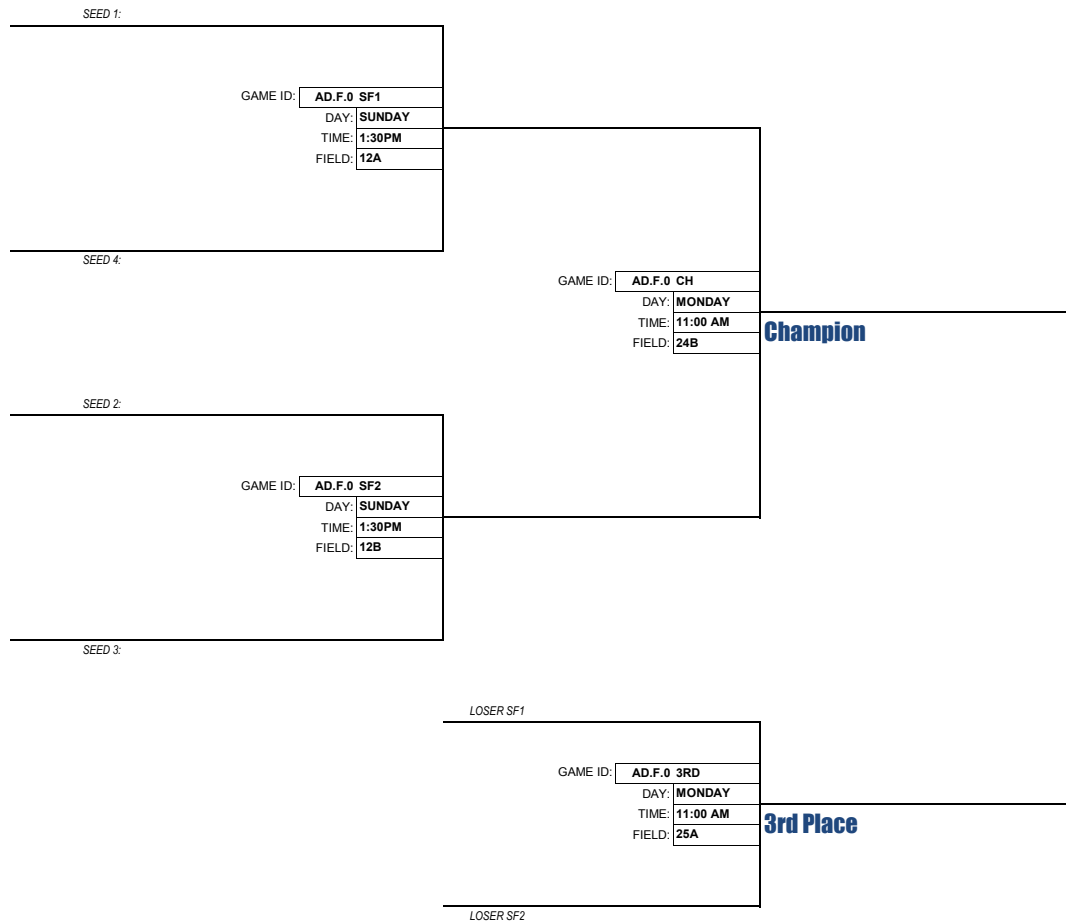 SEED 1:
GAME ID: AD.F.0 SF1
DAY: SUNDAY
TIME: 1:30PM
FIELD: 12A
SEED 4:
GAME ID: AD.F.0 CH
DAY: MONDAY
TIME: 11:00 AM
FIELD: 24B
Champion
SEED 2:
GAME ID: AD.F.0 SF2
DAY: SUNDAY
TIME: 1:30PM
FIELD: 12B
SEED 3:
LOSER SF1
GAME ID: AD.F.0 3RD
DAY: MONDAY
TIME: 11:00 AM
FIELD: 25A
3rd Place
LOSER SF2